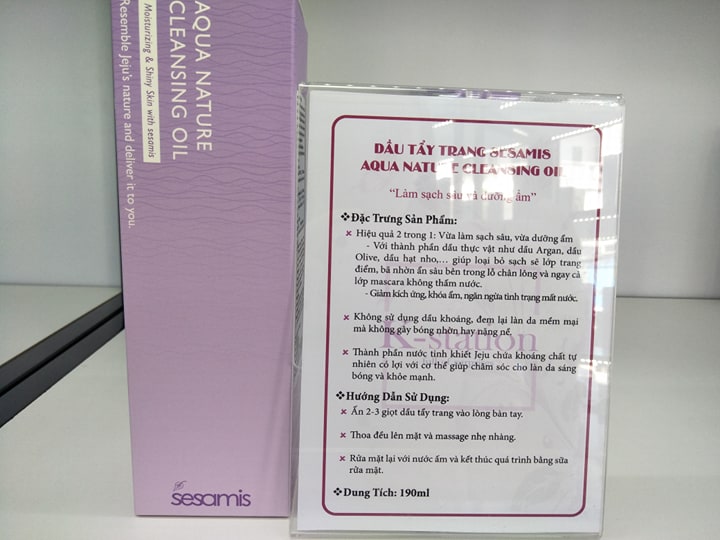 AQUA NATURE
CLEANSING OIL
Moisturizing & Shiny Skin with sesamis
Resemble Jeju's nature and deliver it to you.
sesamis
DẦU TẨY TRANG SESAMIS
AQUA NATURE CLEANSING OIL
"Làm sạch sâu và dưỡng ẩm"
❖Đặc Trưng Sản Phẩm:
× Hiệu quả 2 trong 1: Vừa làm sạch sâu, vừa dưỡng ẩm
- Với thành phần dầu thực vật như dầu Argan, dầu
Olive, dầu hạt nho,... giúp loại bỏ sạch sẽ lớp trang
điểm, bã nhờn ẩn sâu bên trong lỗ chân lông và ngay cả
lớp mascara không thấm nước.
- Giảm kích ứng, khóa ẩm, ngăn ngừa tình trạng mất nước.
× Không sử dụng dầu khoáng, đem lại làn da mềm mại
mà không gây bóng nhờn hay nặng nề.
K-station
× Thành phần nước tinh khiết Jeju chứa khoáng chất tự
nhiên có lợi với cơ thể giúp chăm sóc cho làn da sáng
bóng và khỏe mạnh.
❖Hướng Dẫn Sử Dụng:
× Ấn 2-3 giọt dầu tẩy trang vào lòng bàn tay.
× Thoa đều lên mặt và massage nhẹ nhàng.
× Rửa mặt lại với nước ấm và kết thúc quá trình bằng sữa
rửa mặt.
❖Dung Tích: 190ml